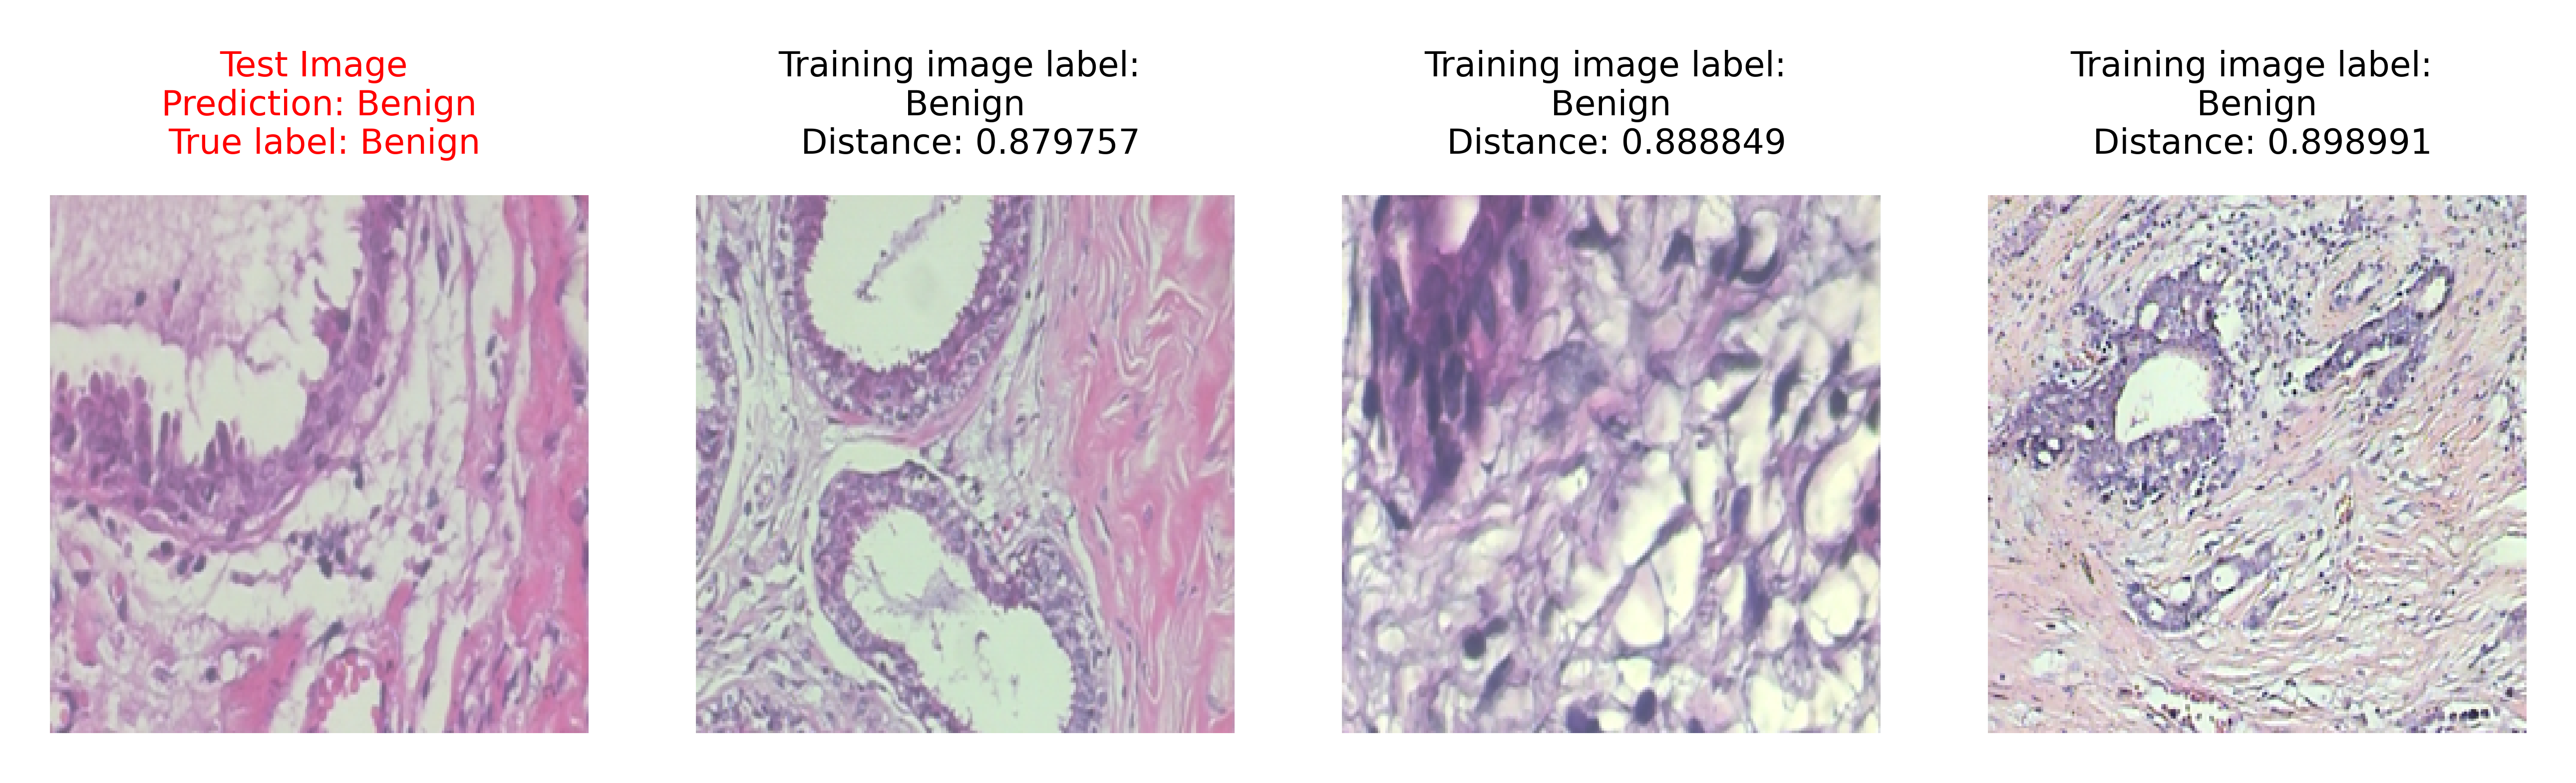 Test Image
Prediction: Benign
True label: Benign
Training image label:
Benign
Distance: 0.879757
Training image label:
Benign
Distance: 0.888849
Training image label:
Benign
Distance: 0.898991